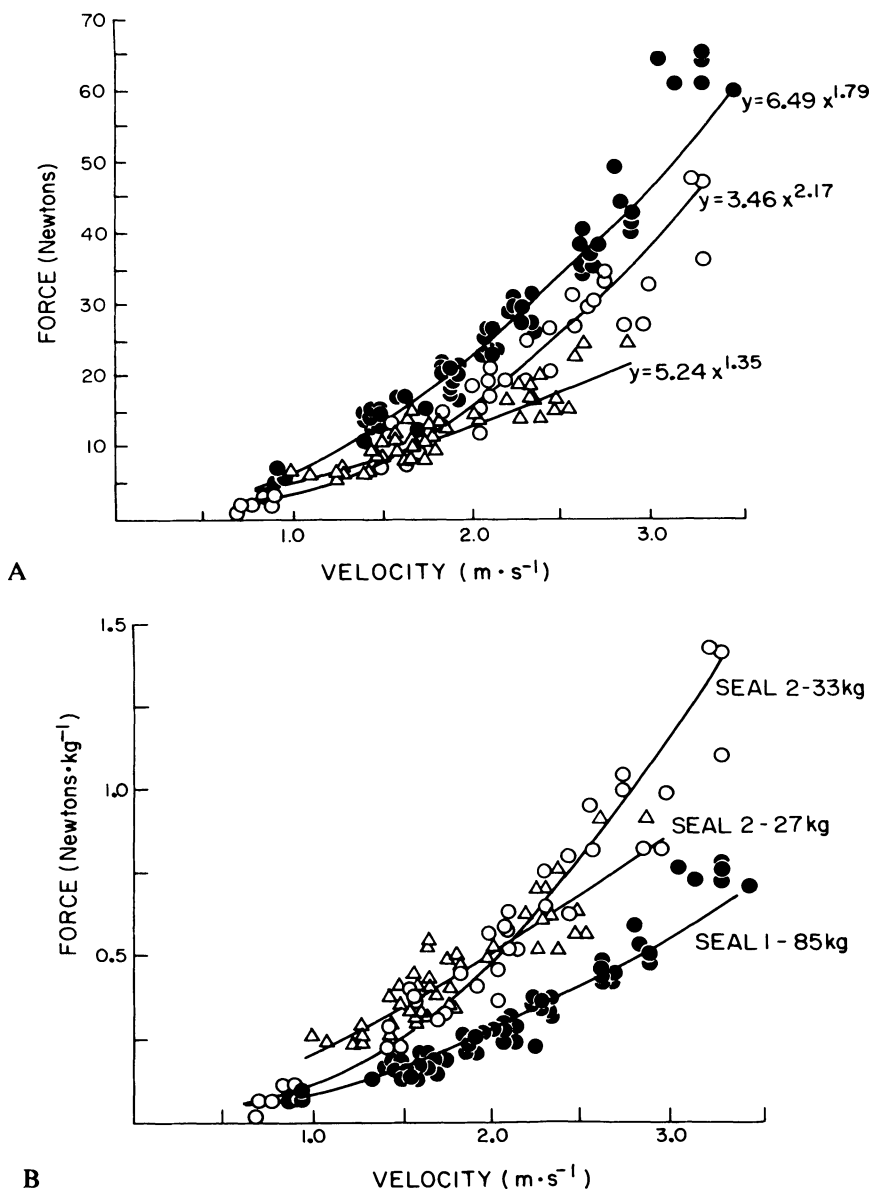 70
60
50
40
30
20
10
FORCE (Newtons)
y=6.49 x^1.79
y=3.46 x^2.17
y=5.24 x^1.35
1.0 2.0 3.0
A
VELOCITY (m·s⁻¹)
1.5
1.0
0.5
FORCE (Newtons·kg⁻¹)
SEAL 2-33kg
SEAL 2-27kg
SEAL 1-85kg
1.0 2.0 3.0
B
VELOCITY (m·s⁻¹)